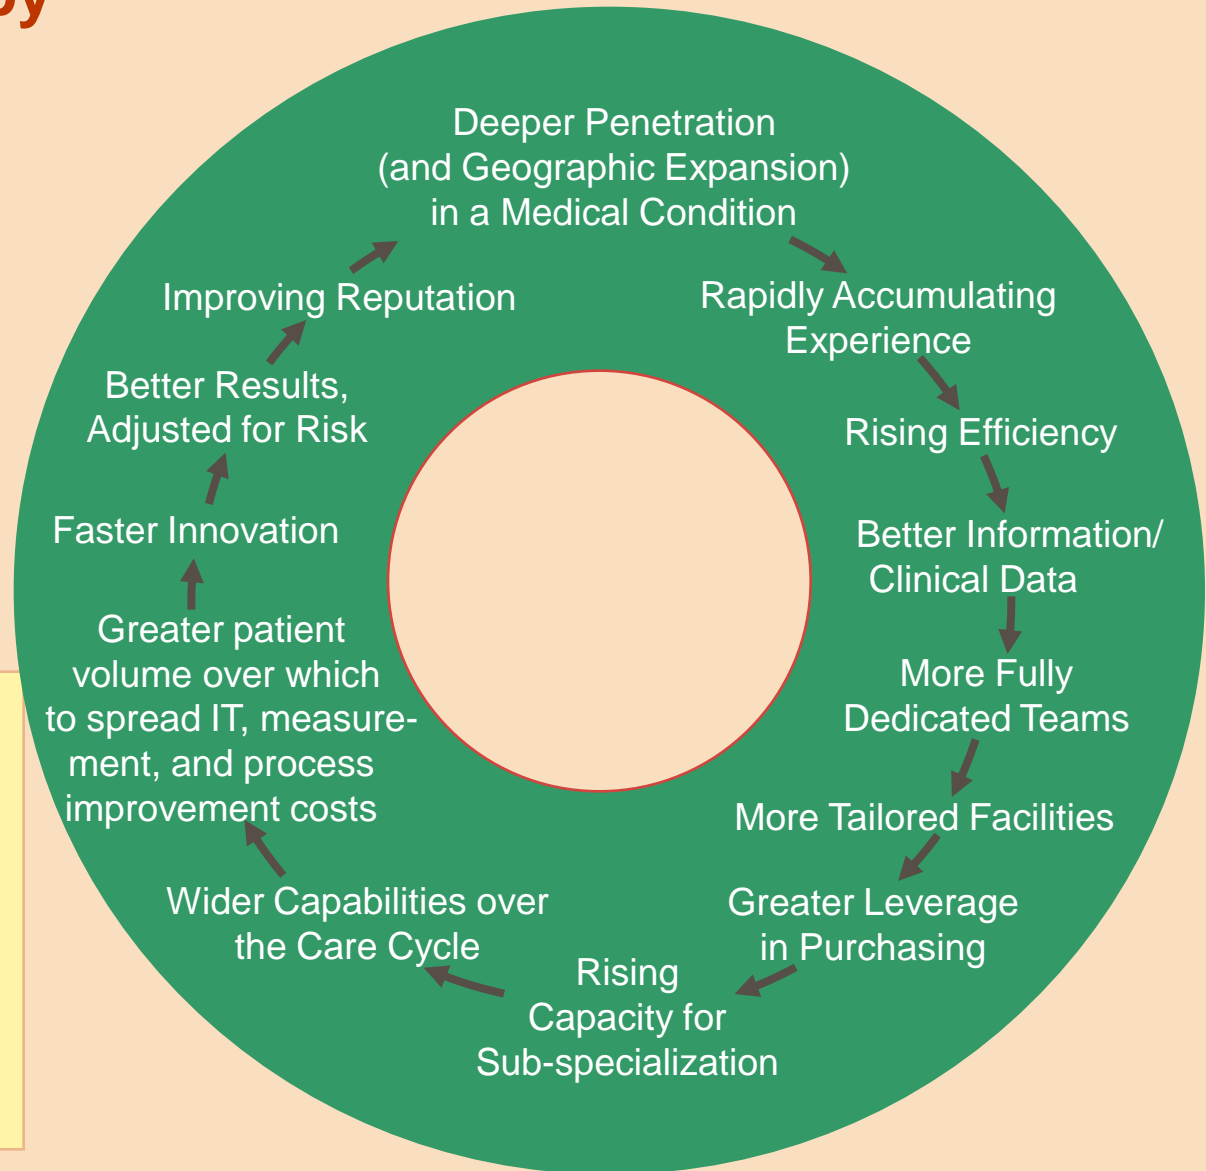 Deeper Penetration
(and Geographic Expansion)
in a Medical Condition
Rapidly Accumulating
Experience
Rising Efficiency
Better Information/
Clinical Data
More Fully
Dedicated Teams
More Tailored Facilities
Greater Leverage
in Purchasing
Rising
Capacity for
Sub-specialization
Wider Capabilities over
the Care Cycle
Greater patient
volume over which
to spread IT, measure-
ment, and process
improvement costs
Faster Innovation
Better Results,
Adjusted for Risk
Improving Reputation